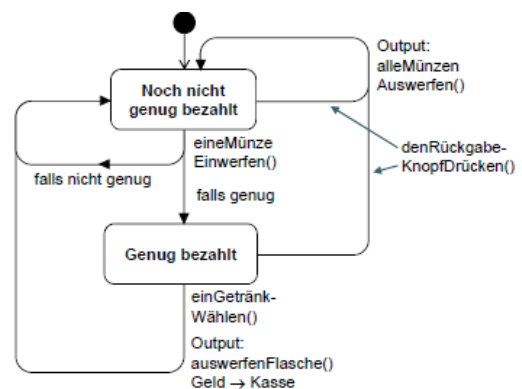 Output:
alleMünzen
Auswerfen()
Noch nicht
genug bezahlt
eineMünze
Einwerfen()
denRückgabe-
KnopfDrücken()
falls nicht genug
falls genug
Genug bezahlt
einGetränk-
Wählen()
Output:
auswerfenFlasche()
Geld → Kasse